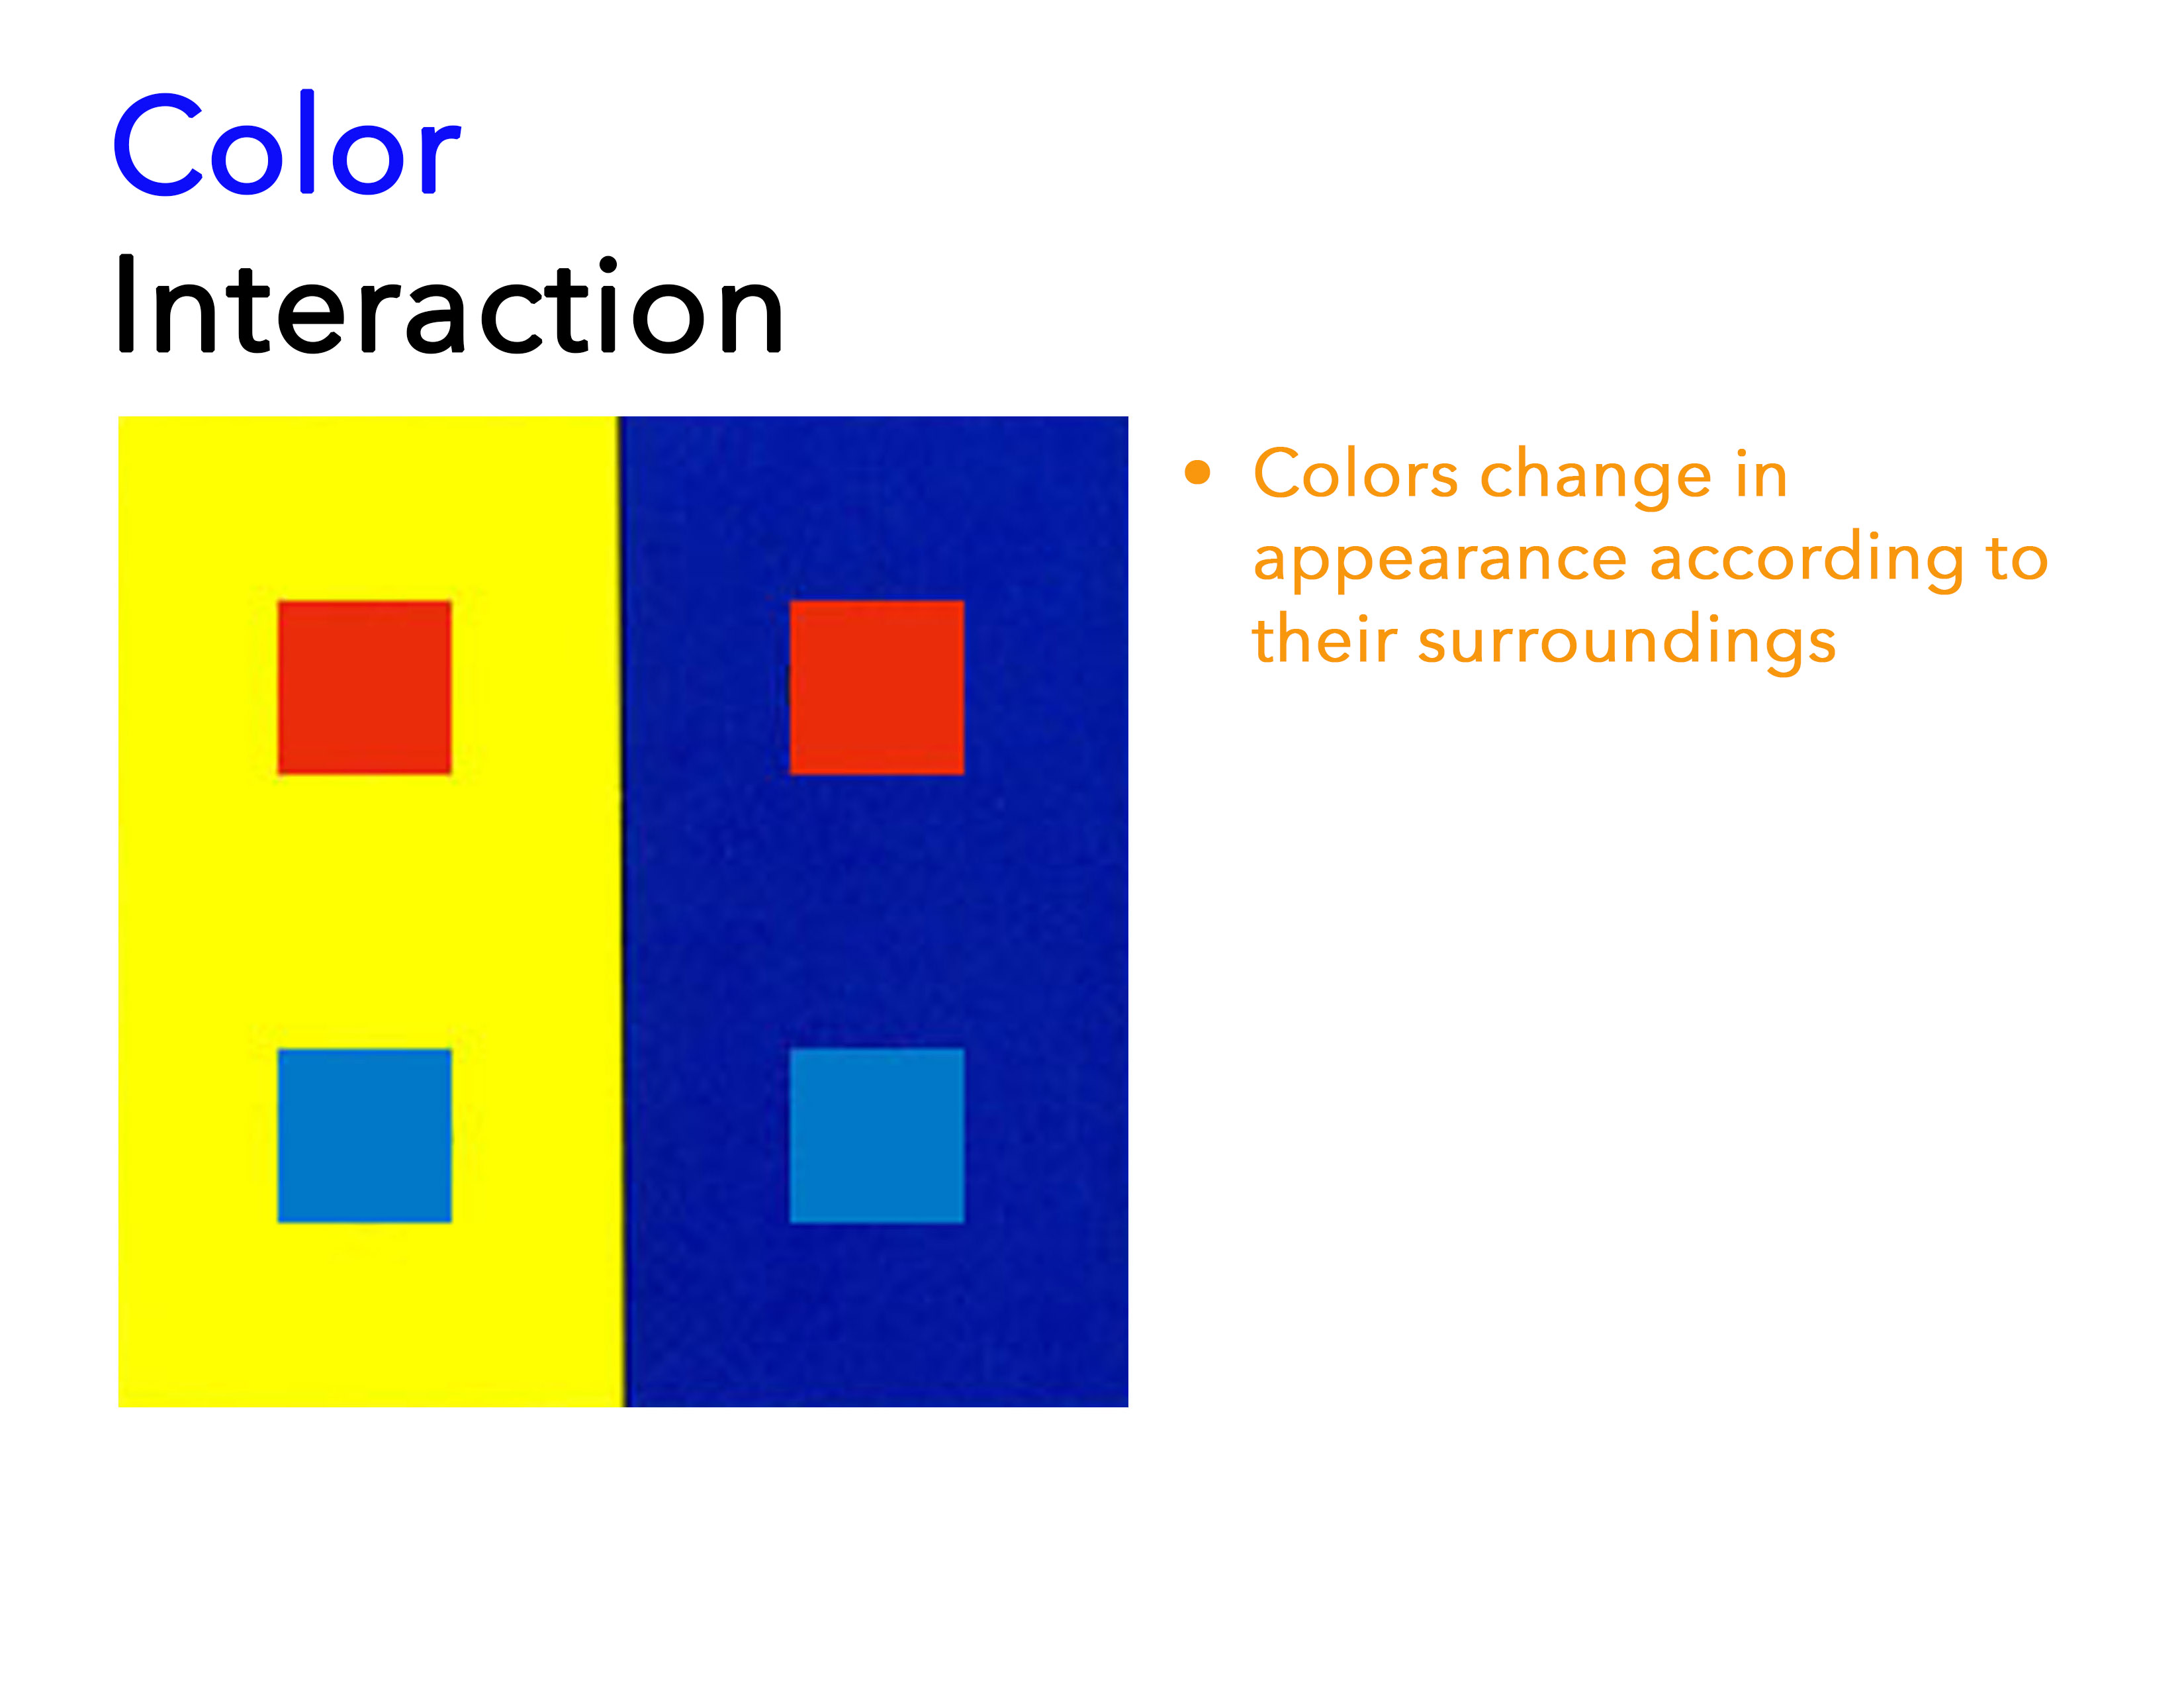 Color
Interaction
• Colors change in
appearance according to
their surroundings